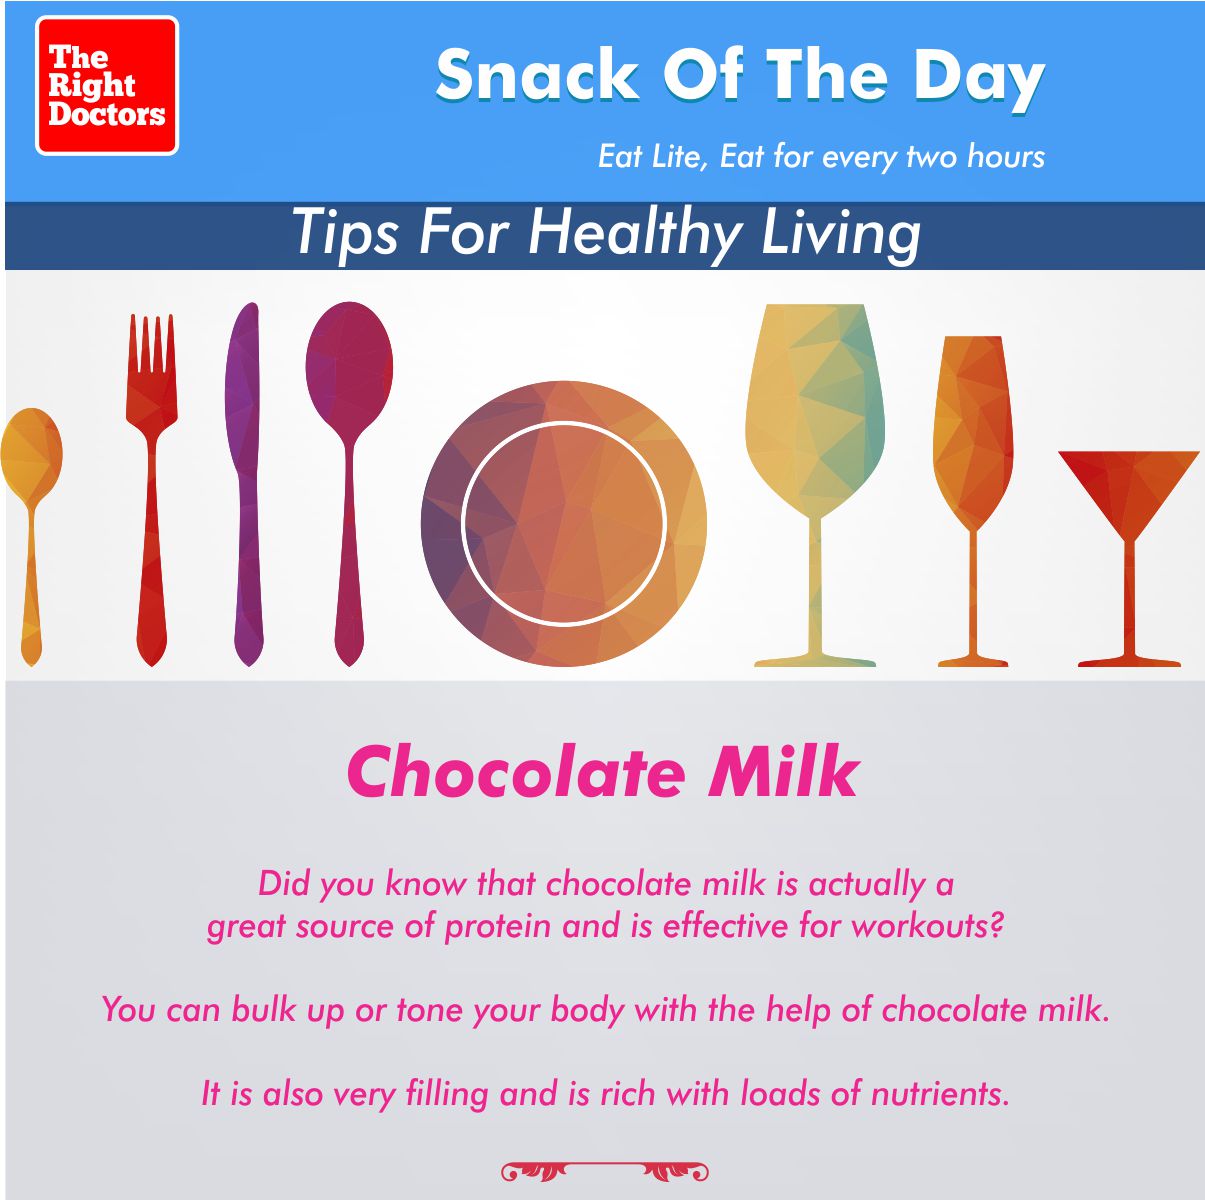 The
Right
Doctors
Snack Of The Day
Eat Lite, Eat for every two hours
Tips For Healthy Living
Chocolate Milk
Did you know that chocolate milk is actually a
great source of protein and is effective for workouts?
You can bulk up or tone your body with the help of chocolate milk.
It is also very filling and is rich with loads of nutrients.